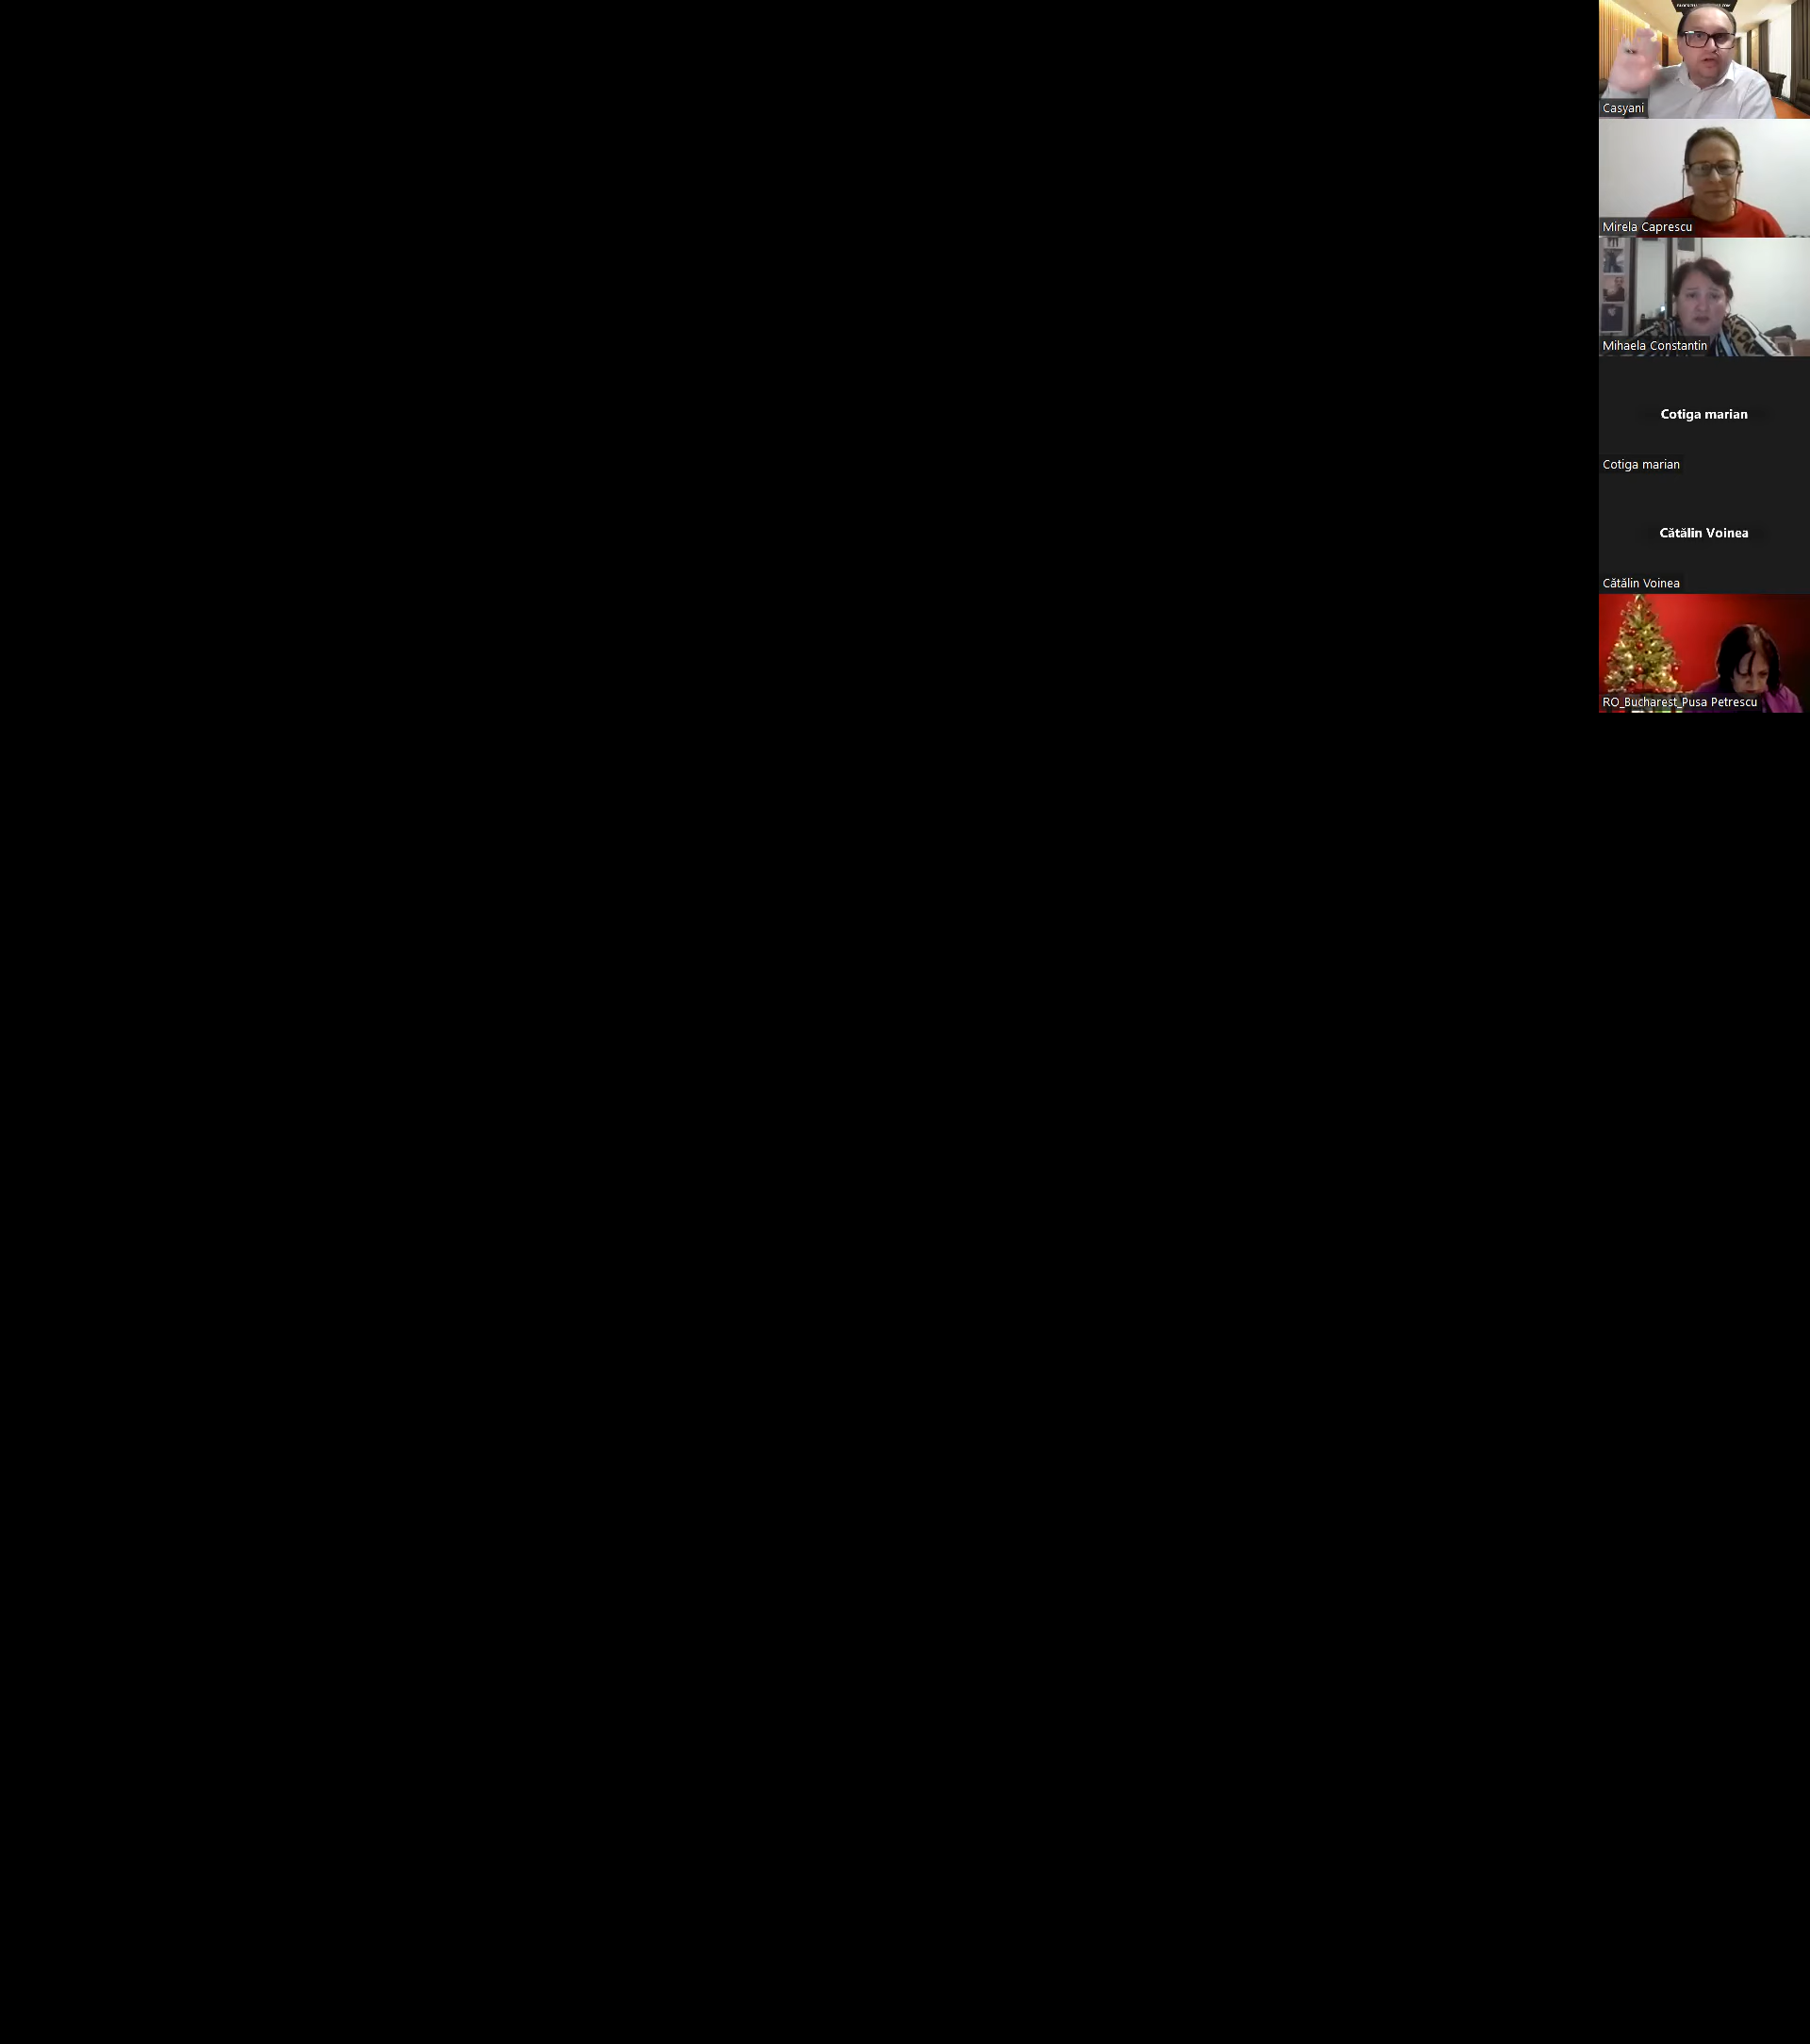 Casyani
Mirela Caprescu
Mihaela Constantin
Cotiga marian
Cotiga marian
Cătălin Voinea
Cătălin Voinea
RO_Bucharest_Pusa Petrescu